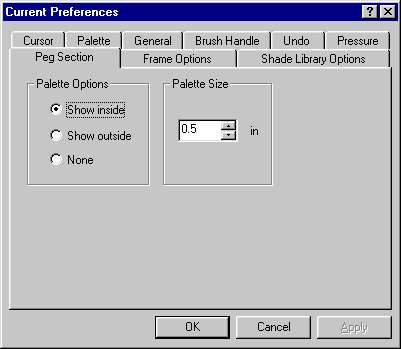 Current Preferences
Cursor Palette General Brush Handle Undo Pressure
Peg Section Frame Options Shade Library Options
Palette Options Palette Size
Show inside
0.5 in
Show outside
None
OK Cancel Apply